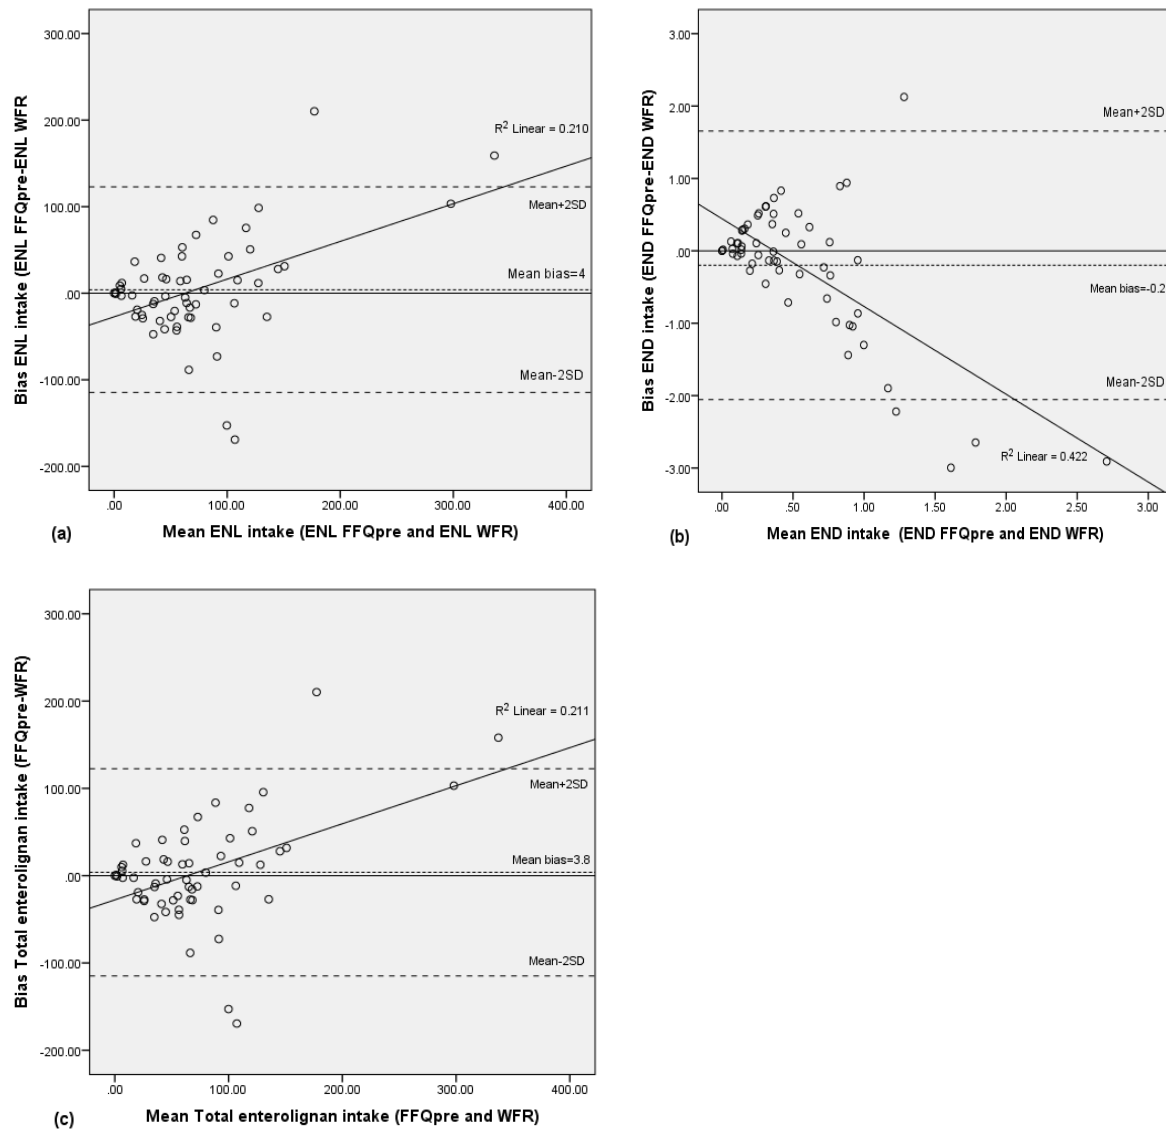 300.00
200.00
100.00
.00
-100.00
-200.00
Bias ENL intake (ENL FFQpre-ENL WFR
R2 Linear = 0.210
Mean+2SD
Mean bias=4
Mean-2SD
.00 100.00 200.00 300.00 400.00
Mean ENL intake (ENL FFQpre and ENL WFR)
(a)
3.00
2.00
1.00
.00
-1.00
-2.00
-3.00
Bias END intake (END FFQpre-END WFR)
Mean+2SD
Mean bias=-0.2
Mean-2SD
R2 Linear = 0.422
.00 .50 1.00 1.50 2.00 2.50 3.00
Mean END intake (END FFQpre and END WFR)
(b)
300.00
200.00
100.00
.00
-100.00
-200.00
Bias Total enterolignan intake (FFQpre-WFR)
R2 Linear = 0.211
Mean+2SD
Mean bias=3.8
Mean-2SD
.00 100.00 200.00 300.00 400.00
Mean Total enterolignan intake (FFQpre and WFR)
(c)